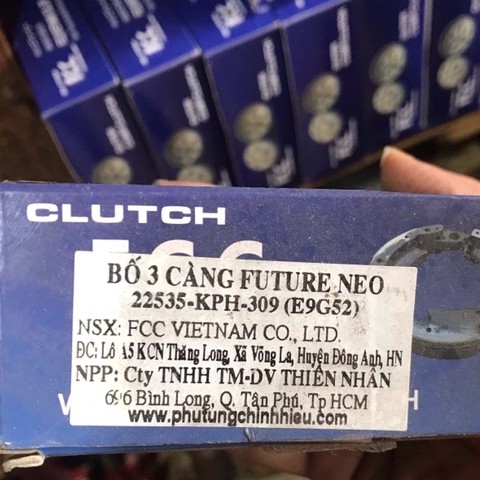 CLUTCH
FCC
BỐ 3 CÀNG FUTURE NEO
22535-KPH-309 (E9G52)
NSX: FCC VIETNAM CO., LTD.
ĐC: Lô A5 KCN Thăng Long, Xã Võng La, Huyện Đông Anh, HN
NPP: Cty TNHH TM-DV THIÊN NHÂN
696 Bình Long, Q. Tân Phú, Tp HCM
www.phutungchinhhieu.com